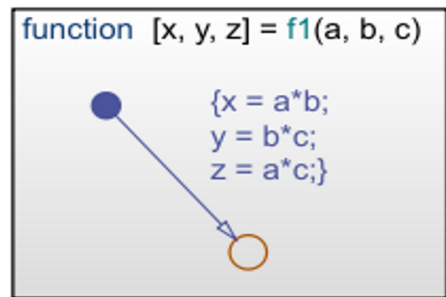 function [x, y, z] = f1(a, b, c)
{x = a*b;
y = b*c;
z = a*c;}